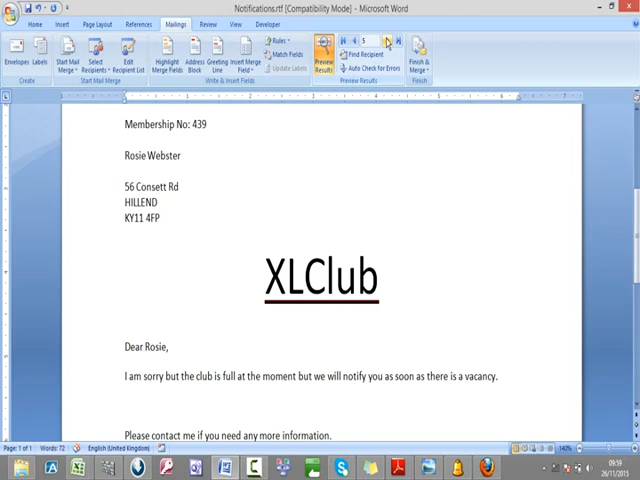 Notifications.rtf [Compatibility Mode] - Microsoft Word
Home Insert Page Layout References Mailings Review View Developer
Envelopes Labels Start Mail Merge Select Recipients Edit Recipient List Highlight Merge Fields Address Block Greeting Line Insert Merge Field Rules Match Fields Update Labels Preview Results 5 Find Recipient Auto Check for Errors Finish & Merge
Create Start Mail Merge Write & Insert Fields Preview Results Finish
Membership No: 439
Rosie Webster
56 Consett Rd
HILLEND
KY11 4FP
XLClub
Dear Rosie,
I am sorry but the club is full at the moment but we will notify you as soon as there is a vacancy.
Please contact me if you need any more information.
Page: 1 of 1 Words: 72 English (United Kingdom) 140%
09:59
26/11/2015